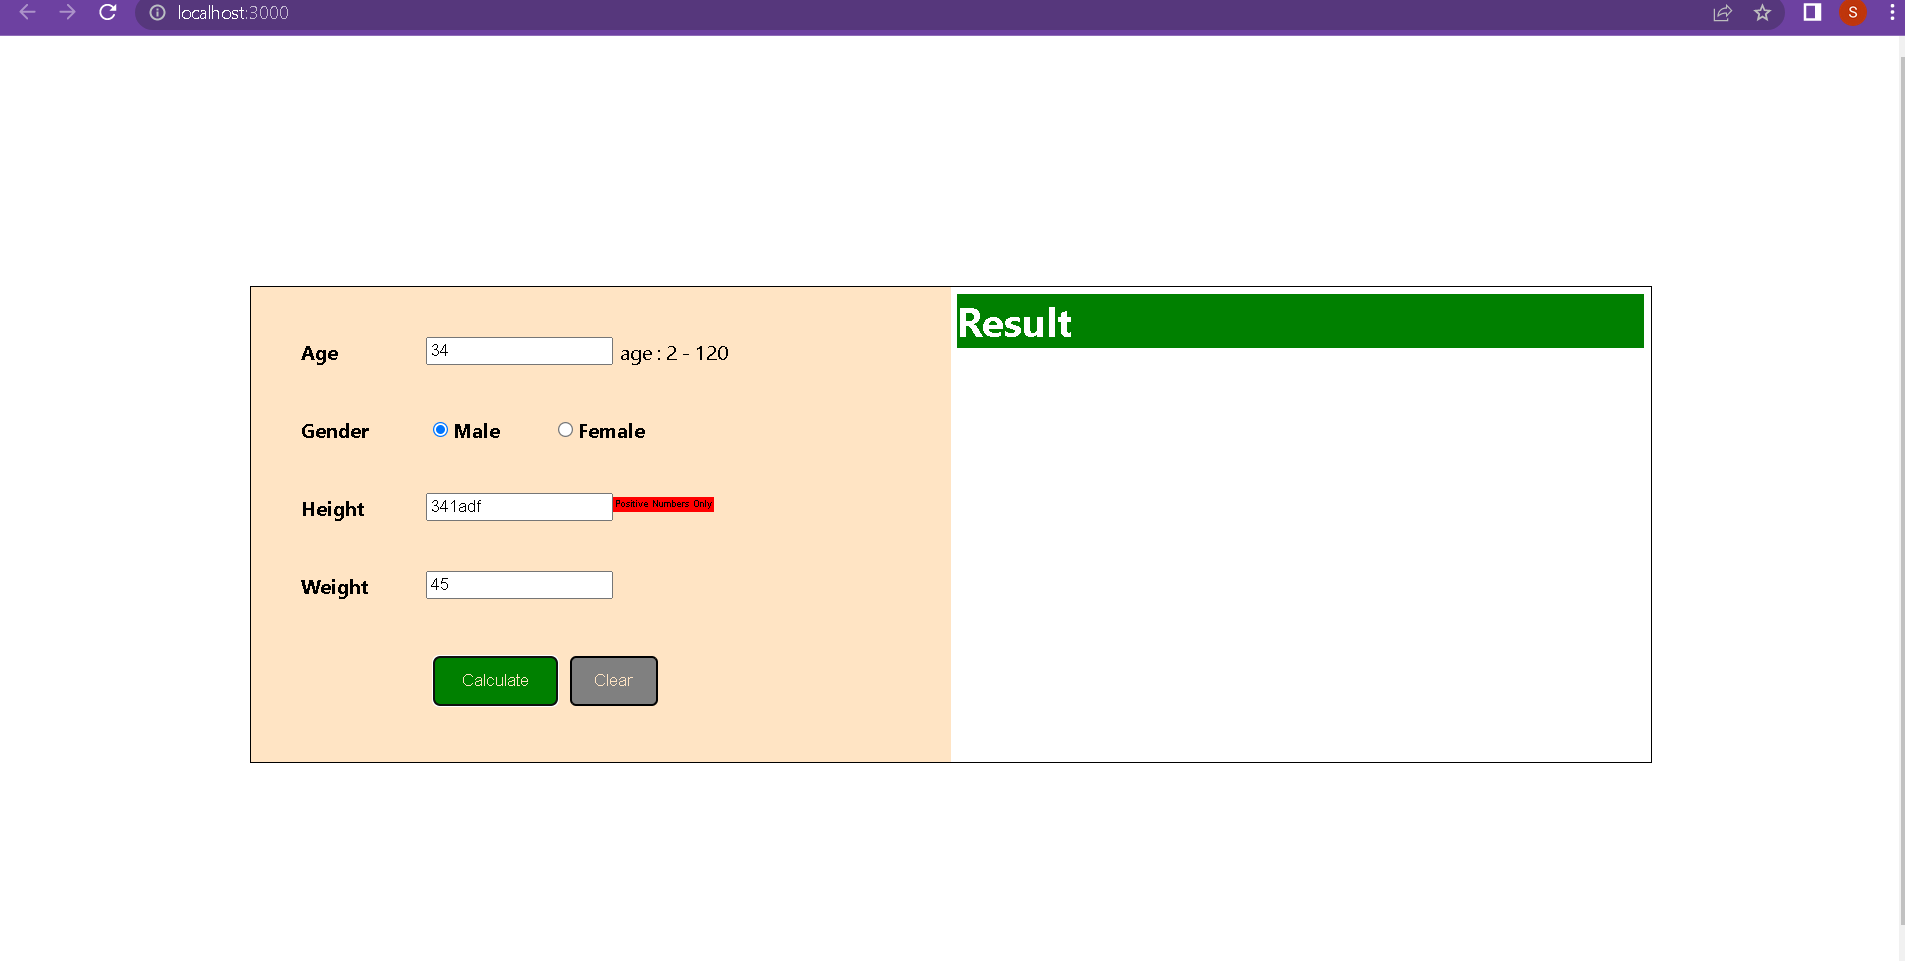 localhost:3000
S
Result
Age 34 age : 2 - 120
Gender Male Female
Height 341adf Positive Numbers Only
Weight 45
Calculate Clear